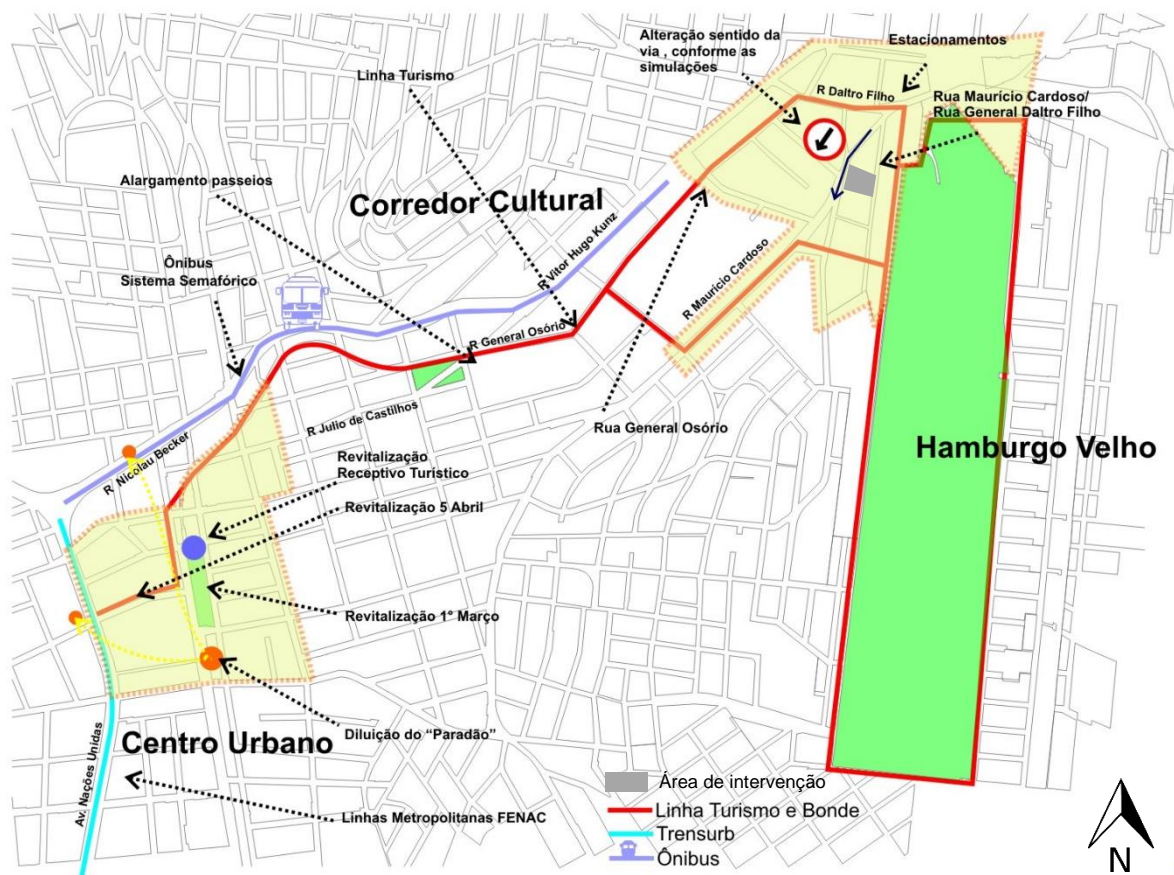 Alteração sentido da
via , conforme as
simulações
Estacionamentos
Linha Turismo
R Daltro Filho
Rua Maurício Cardoso/
Rua General Daltro Filho
Alargamento passeios
Corredor Cultural
R Vitor Hugo Kunz
Ônibus
Sistema Semafórico
R Maurício Cardoso
R General Osório
R Julio de Castilhos
Rua General Osório
Hamburgo Velho
R. Nicolau Becker
Revitalização
Receptivo Turístico
Revitalização 5 Abril
Revitalização 1º Março
Diluição do “Paradão”
Centro Urbano
Av. Nações Unidas
Linhas Metropolitanas FENAC
Área de intervenção
Linha Turismo e Bonde
Trensurb
Ônibus
N